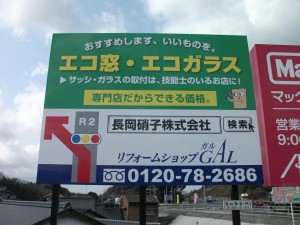 おすすめします、いいものを。
エコ窓・エコガラス
▶サッシ・ガラスの取付は、技能士のいるお店に!
専門店だからできる価格。
R2
長岡硝子株式会社 検索
リフォームショップGAL
ガル
0120-78-2686
Ma
マック
営業
9:0